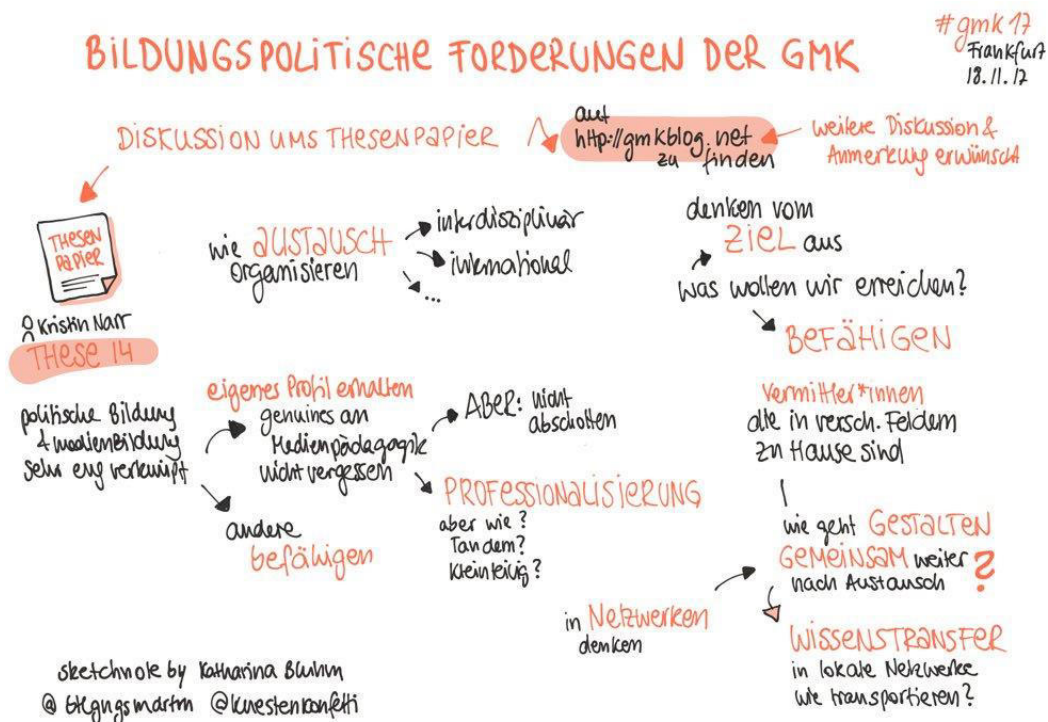 BILDUNGSPOLITISCHE FORDERUNGEN DER GMK
#gmk17
Frankfurt
18.11.17
DISKUSSION UMS THESENPAPIER
auf
http://gmkblog.net
zu finden
weitere Diskussion &
Anmerkung erwünscht
THESEN
PAPIER
Kristin Narr
THESE 14
wie AUSTAUSCH
organisieren
interdisziplinär
international
...
denken vom
ZIEL aus
was wollen wir erreichen?
BEFÄHIGEN
politische Bildung
& medienBildung
sehr eng verknüpft
eigenes Profil erhalten
genuines an
Medienpädagogik
nicht vergessen
ABER: nicht
abschotten
andere
befähigen
PROFESSIONALISIERUNG
aber wie?
Tandem?
Kleinteilig?
Vermittler*innen
die in versch. Feldern
zu Hause sind
wie geht GESTALTEN
GEMEINSAM weiter ?
nach Austausch
in Netzwerken
denken
WISSENSTRANSFER
in lokale Netzwerke
wie transportieren?
sketchnote by Katharina Bluhm
@btgngsmdrtm @kuestenkonfetti